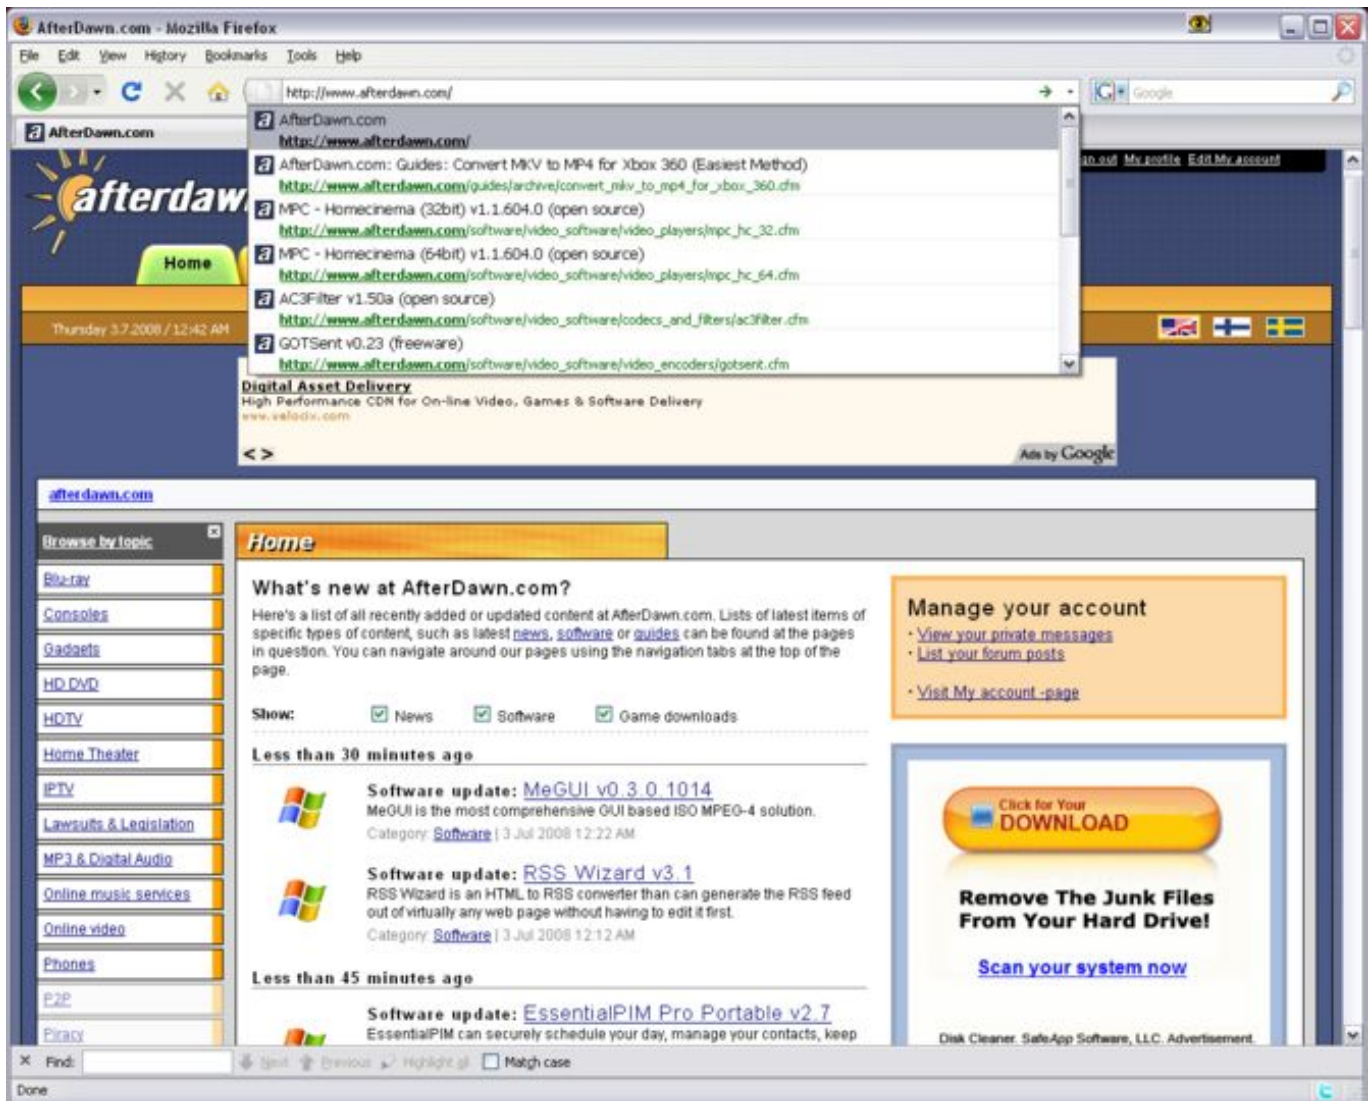 AfterDawn.com - Mozilla Firefox
File Edit View History Bookmarks Tools Help
http://www.afterdawn.com/
Google
AfterDawn.com
AfterDawn.com
http://www.afterdawn.com/
AfterDawn.com: Guides: Convert MKV to MP4 for Xbox 360 (Easiest Method)
http://www.afterdawn.com/guides/archive/convert_mkv_to_mp4_for_xbox_360.cfm
MPC - Homecinema (32bit) v1.1.604.0 (open source)
http://www.afterdawn.com/software/video_software/video_players/mpc_hc_32.cfm
MPC - Homecinema (64bit) v1.1.604.0 (open source)
http://www.afterdawn.com/software/video_software/video_players/mpc_hc_64.cfm
AC3Filter v1.50a (open source)
http://www.afterdawn.com/software/video_software/codecs_and_filters/ac3filter.cfm
GOTSent v0.23 (freeware)
http://www.afterdawn.com/software/video_software/video_encoders/gotsent.cfm
out My profile Edit My account
afterdaw
Home
Thursday 3.7.2008 / 12:42 AM
Digital Asset Delivery
High Performance CDN for On-line Video, Games & Software Delivery
www.velocix.com
< >
Ads by Google
afterdawn.com
Browse by topic
Blu-ray
Consoles
Gadgets
HD DVD
HDTV
Home Theater
IPTV
Lawsuits & Legislation
MP3 & Digital Audio
Online music services
Online video
Phones
P2P
Piracy
Home
What's new at AfterDawn.com?
Here's a list of all recently added or updated content at AfterDawn.com. Lists of latest items of
specific types of content, such as latest news, software or guides can be found at the pages
in question. You can navigate around our pages using the navigation tabs at the top of the
page.
Show: News Software Game downloads
Less than 30 minutes ago
Software update: MeGUI v0.3.0.1014
MeGUI is the most comprehensive GUI based ISO MPEG-4 solution.
Category: Software | 3 Jul 2008 12:22 AM
Software update: RSS Wizard v3.1
RSS Wizard is an HTML to RSS converter than can generate the RSS feed
out of virtually any web page without having to edit it first.
Category: Software | 3 Jul 2008 12:12 AM
Less than 45 minutes ago
Software update: EssentialPIM Pro Portable v2.7
EssentialPIM can securely schedule your day, manage your contacts, keep
Manage your account
· View your private messages
· List your forum posts
· Visit My account -page
Click for Your
DOWNLOAD
Remove The Junk Files
From Your Hard Drive!
Scan your system now
Disk Cleaner. SafeApp Software, LLC. Advertisement.
Find: Next Previous Highlight all Match case
Done